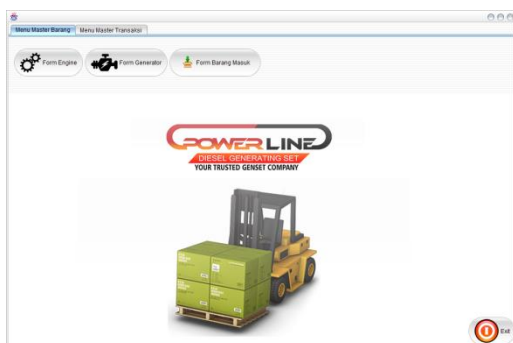 Menu Master Barang Menu Master Transaksi
Form Engine Form Generator Form Barang Masuk
POWERLINE
DIESEL GENERATING SET
YOUR TRUSTED GENSET COMPANY
Exit